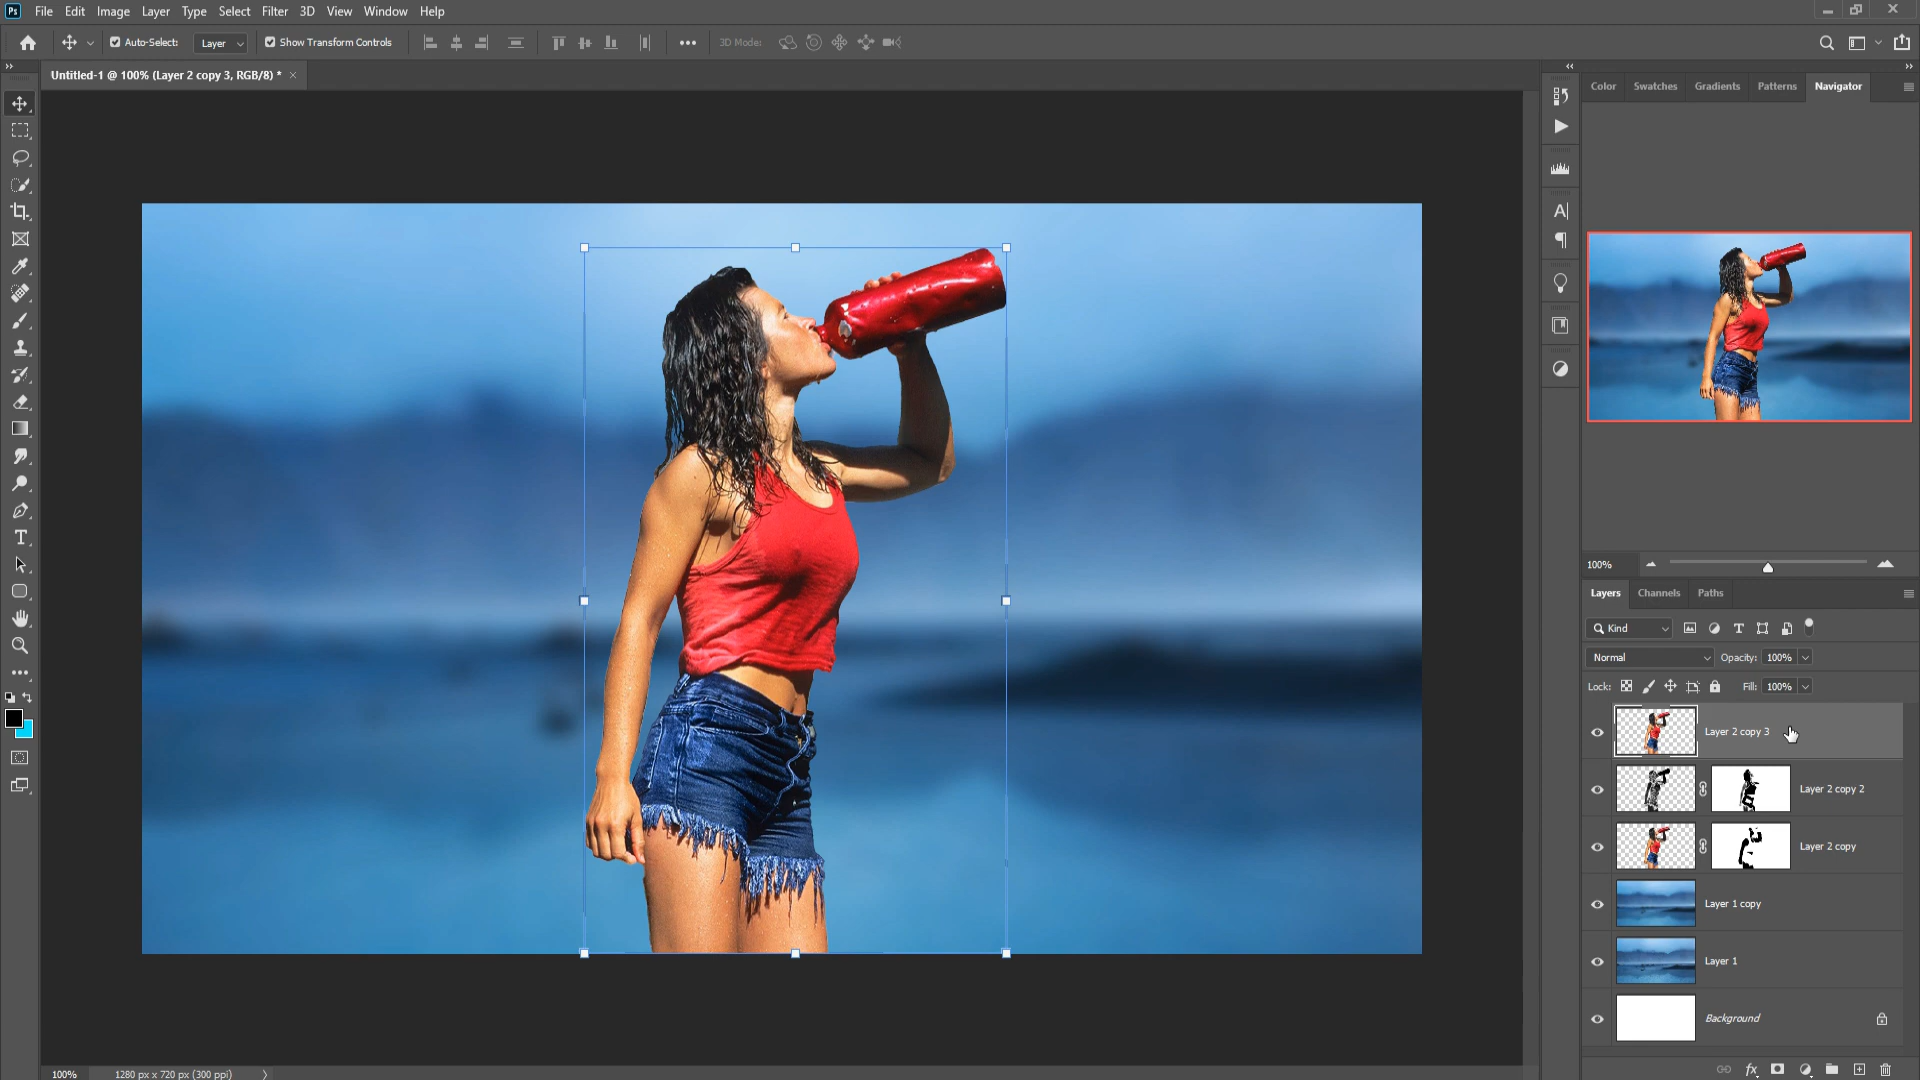 Ps File Edit Image Layer Type Select Filter 3D View Window Help
Auto-Select: Layer Show Transform Controls 3D Mode:
Untitled-1 @ 100% (Layer 2 copy 3, RGB/8) *
Color Swatches Gradients Patterns Navigator
100%
Layers Channels Paths
Kind
Normal Opacity: 100%
Lock: Fill: 100%
Layer 2 copy 3
Layer 2 copy 2
Layer 2 copy
Layer 1 copy
Layer 1
Background
fx
100% 1280 px x 720 px (300 ppi)